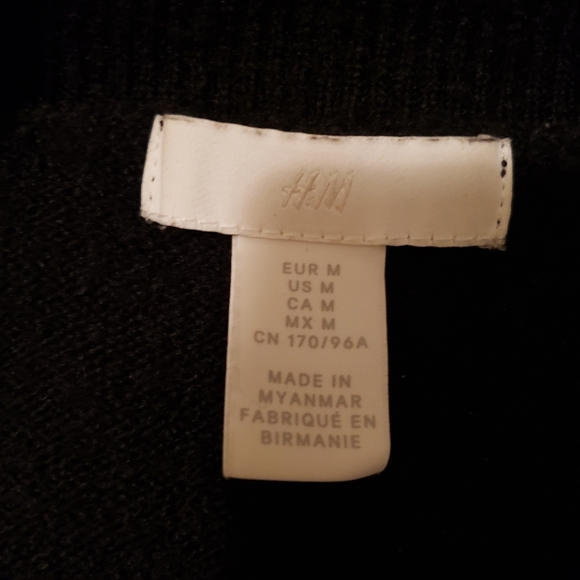 H&M
EUR M
US M
CA M
MX M
CN 170/96A
MADE IN
MYANMAR
FABRIQUÉ EN
BIRMANIE